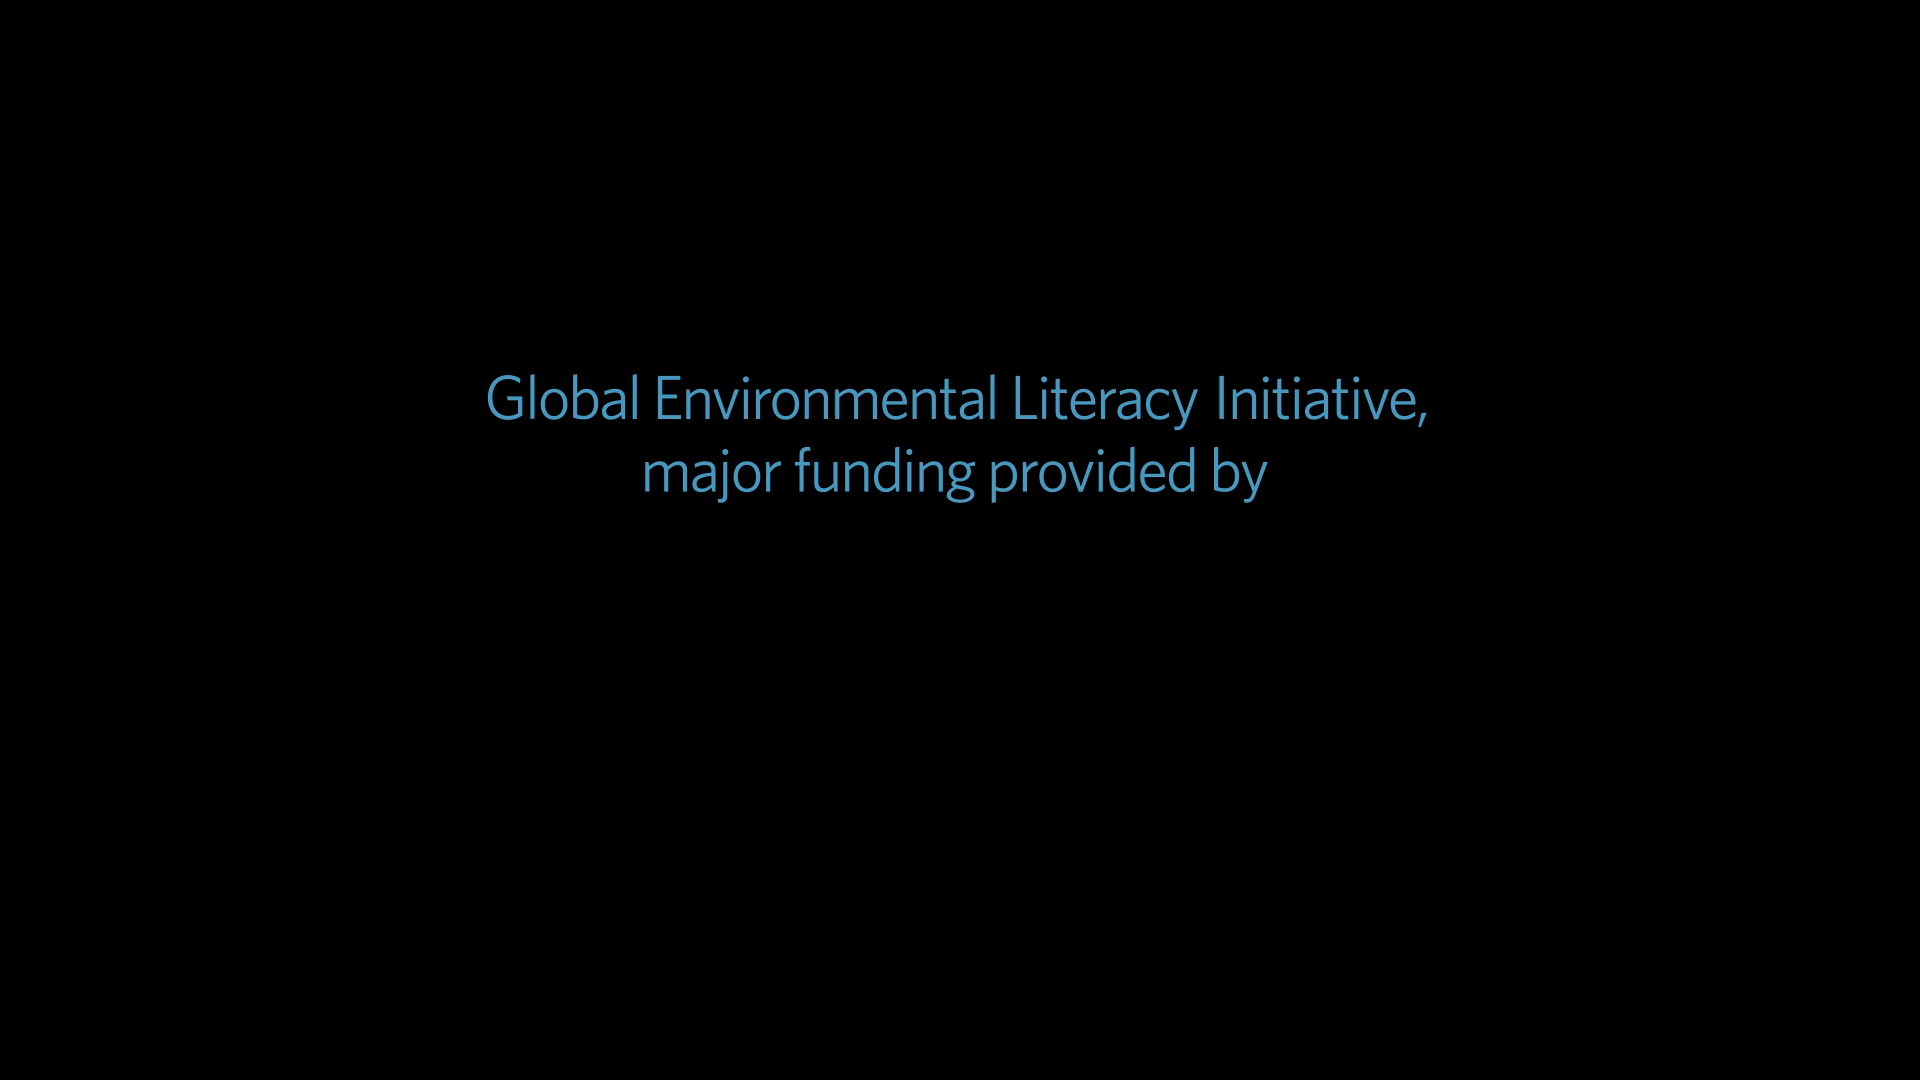 Global Environmental Literacy Initiative,
major funding provided by